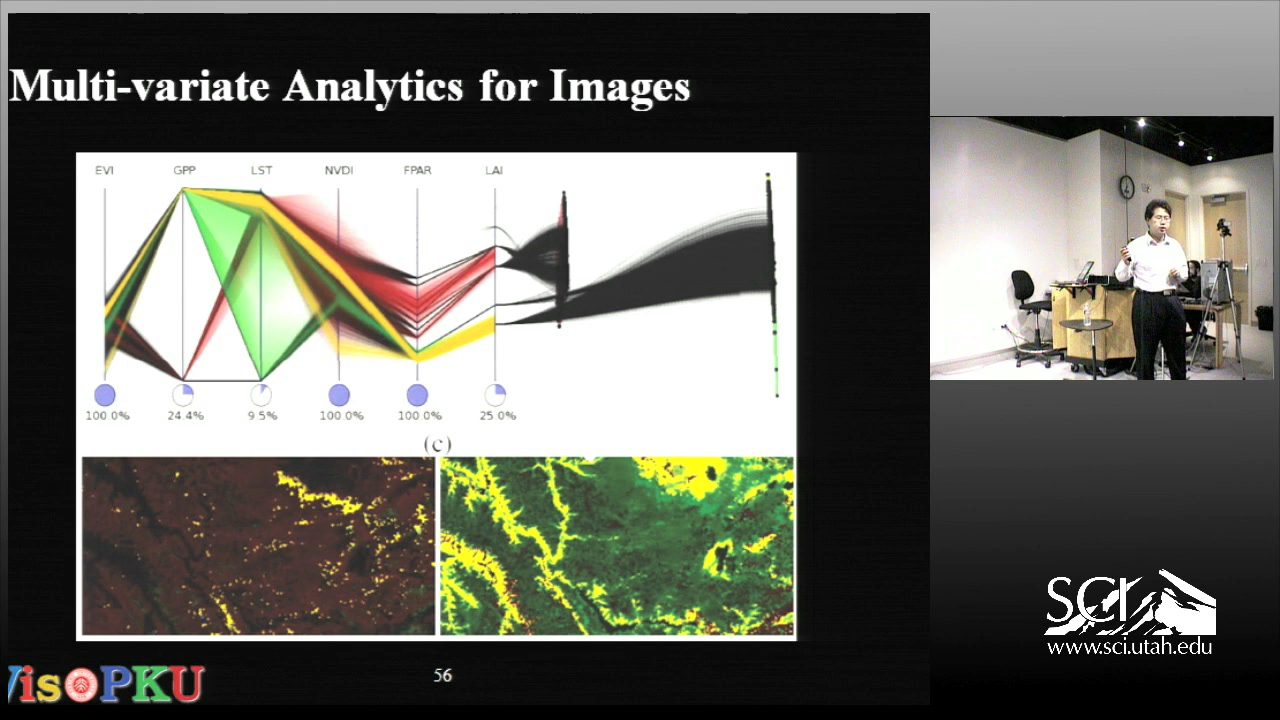 Multi-variate Analytics for Images
EVI GPP LST NVDI FPAR LAI
100.0% 24.4% 9.5% 100.0% 100.0% 25.0%
(c)
VisPKU
56
SCI
www.sci.utah.edu